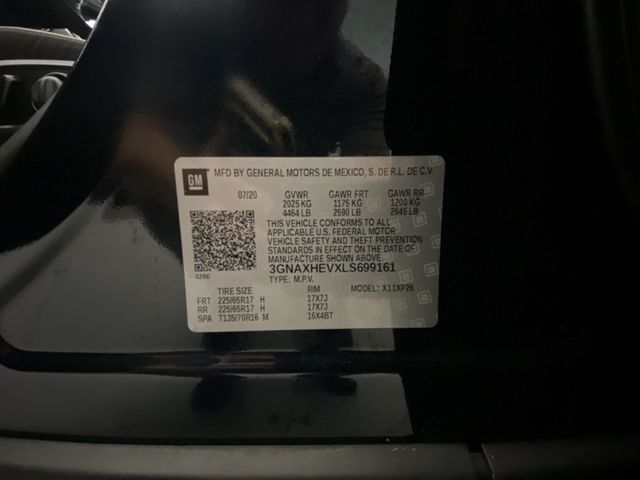 GM
MFD BY GENERAL MOTORS DE MEXICO, S. DE R.L. DE C.V.
07/20 GVWR GAWR FRT GAWR RR
2025 KG 1175 KG 1200 KG
4464 LB 2590 LB 2645 LB
THIS VEHICLE CONFORMS TO ALL
APPLICABLE U.S. FEDERAL MOTOR
VEHICLE SAFETY AND THEFT PREVENTION
STANDARDS IN EFFECT ON THE DATE OF
MANUFACTURE SHOWN ABOVE.
3GNAXHEVXLS699161
TYPE: M.P.V. MODEL: X11XP26
TIRE SIZE RIM
FRT 225/65R17 H 17X7J
RR 225/65R17 H 17X7J
SPA T135/70R16 M 16X4BT